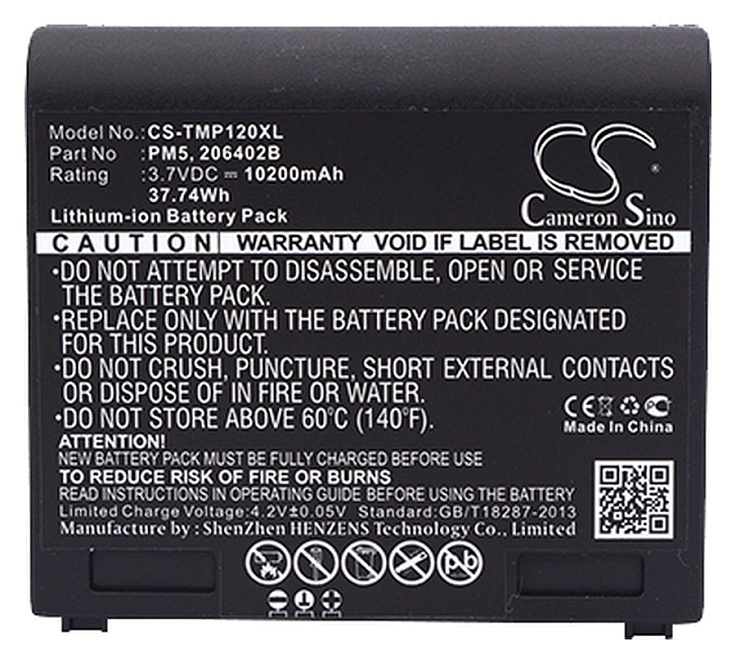 Model No.:CS-TMP120XL
Part No :PM5, 206402B
Rating :3.7VDC ⎓ 10200mAh
37.74Wh
Lithium-ion Battery Pack
CS®
Cameron Sino
CAUTION WARRANTY VOID IF LABEL IS REMOVED
•DO NOT ATTEMPT TO DISASSEMBLE, OPEN OR SERVICE
THE BATTERY PACK.
•REPLACE ONLY WITH THE BATTERY PACK DESIGNATED
FOR THIS PRODUCT.
•DO NOT CRUSH, PUNCTURE, SHORT EXTERNAL CONTACTS
OR DISPOSE OF IN FIRE OR WATER.
•DO NOT STORE ABOVE 60°C (140°F).
CE
Made In China
ATTENTION!
NEW BATTERY PACK MUST BE FULLY CHARGED BEFORE USE
TO REDUCE RISK OF FIRE OR BURNS
READ INSTRUCTIONS IN OPERATING GUIDE BEFORE USING THE BATTERY
Limited Charge Voltage:4.2V±0.05V Standard:GB/T18287-2013
Manufacture by : ShenZhen HENZENS Technology Co., Limited
Pb